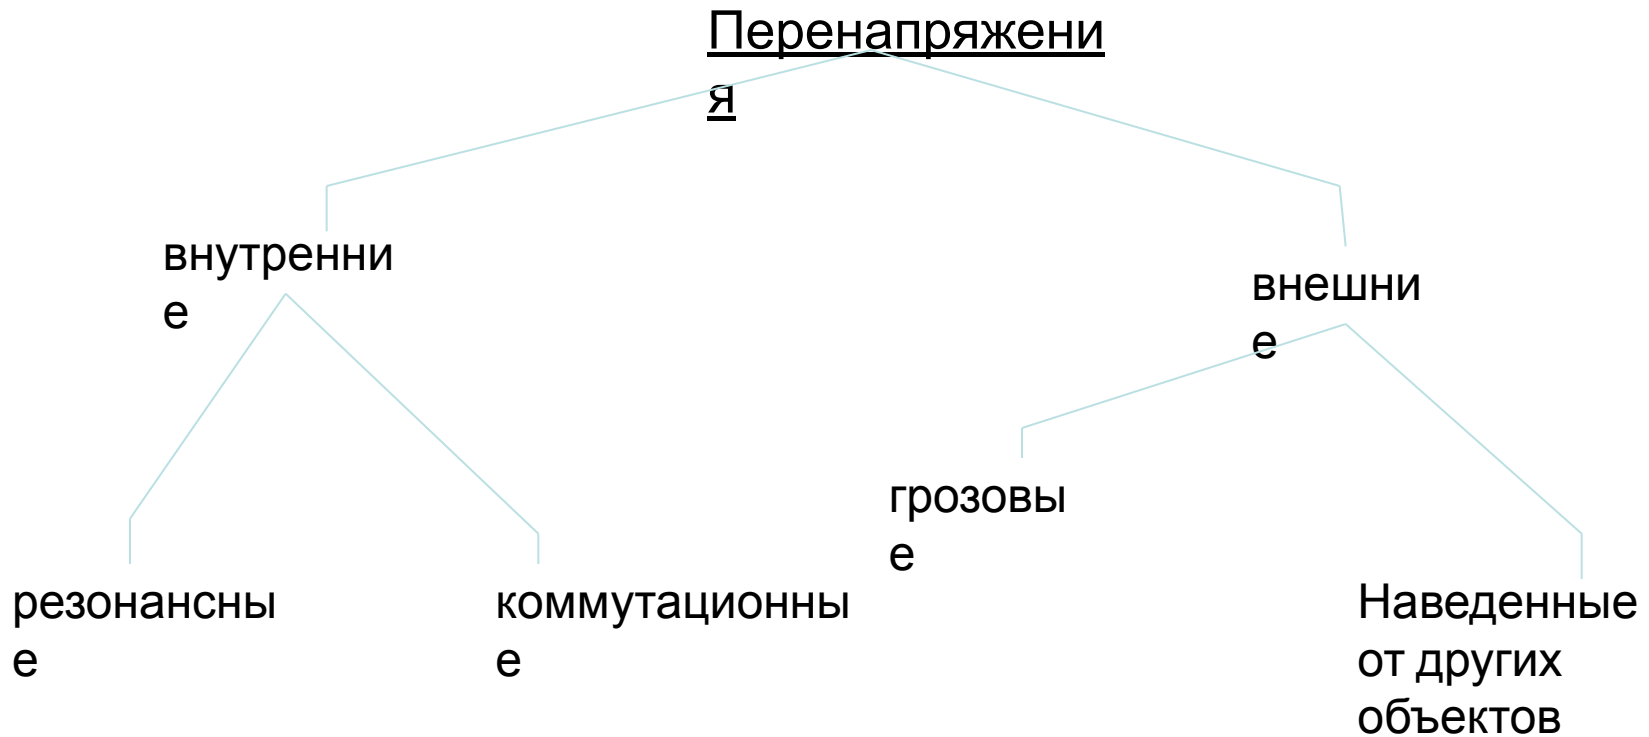 Перенапряжени
я
внутренни
е
внешни
е
грозовы
е
резонансны
е
коммутационны
е
Наведенные
от других
объектов